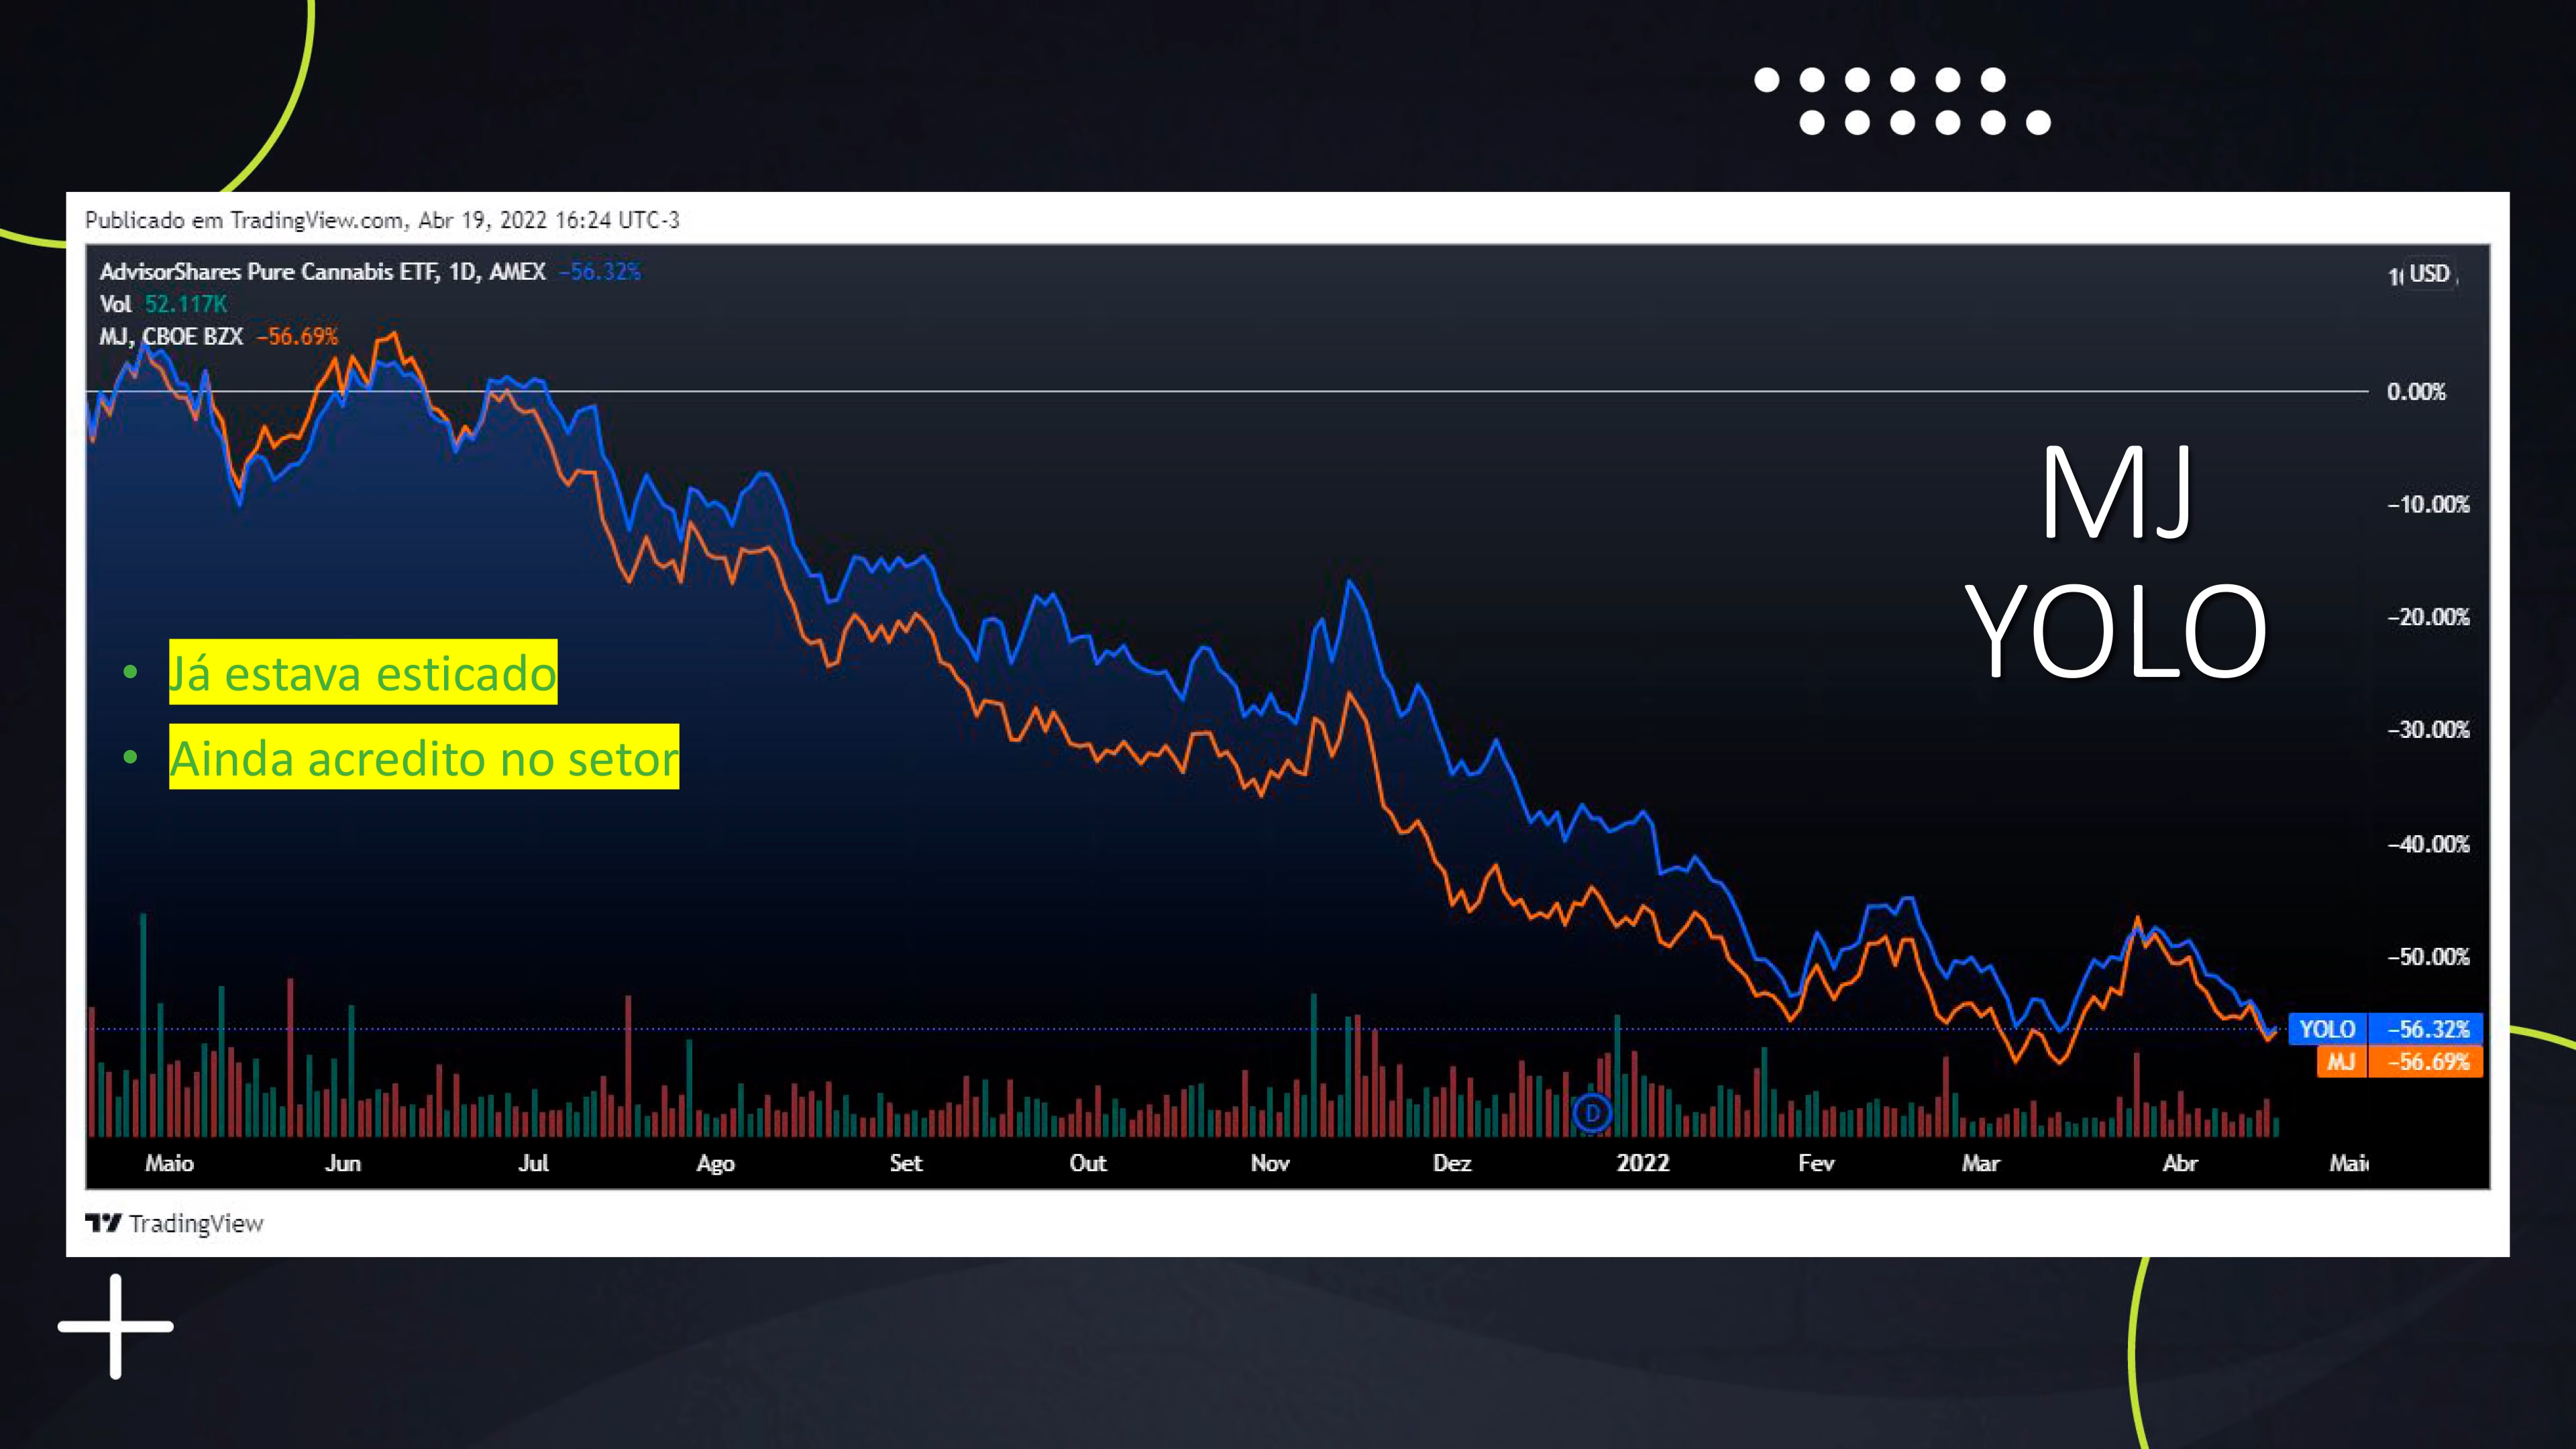 Publicado em TradingView.com, Abr 19, 2022 16:24 UTC-3
AdvisorShares Pure Cannabis ETF, 1D, AMEX −56.32%
Vol 52.117K
MJ, CBOE BZX −56.69%
USD
0.00%
−10.00%
−20.00%
−30.00%
−40.00%
−50.00%
YOLO −56.32%
MJ −56.69%
MJ
YOLO
• Já estava esticado
• Ainda acredito no setor
D
Maio Jun Jul Ago Set Out Nov Dez 2022 Fev Mar Abr
TradingView